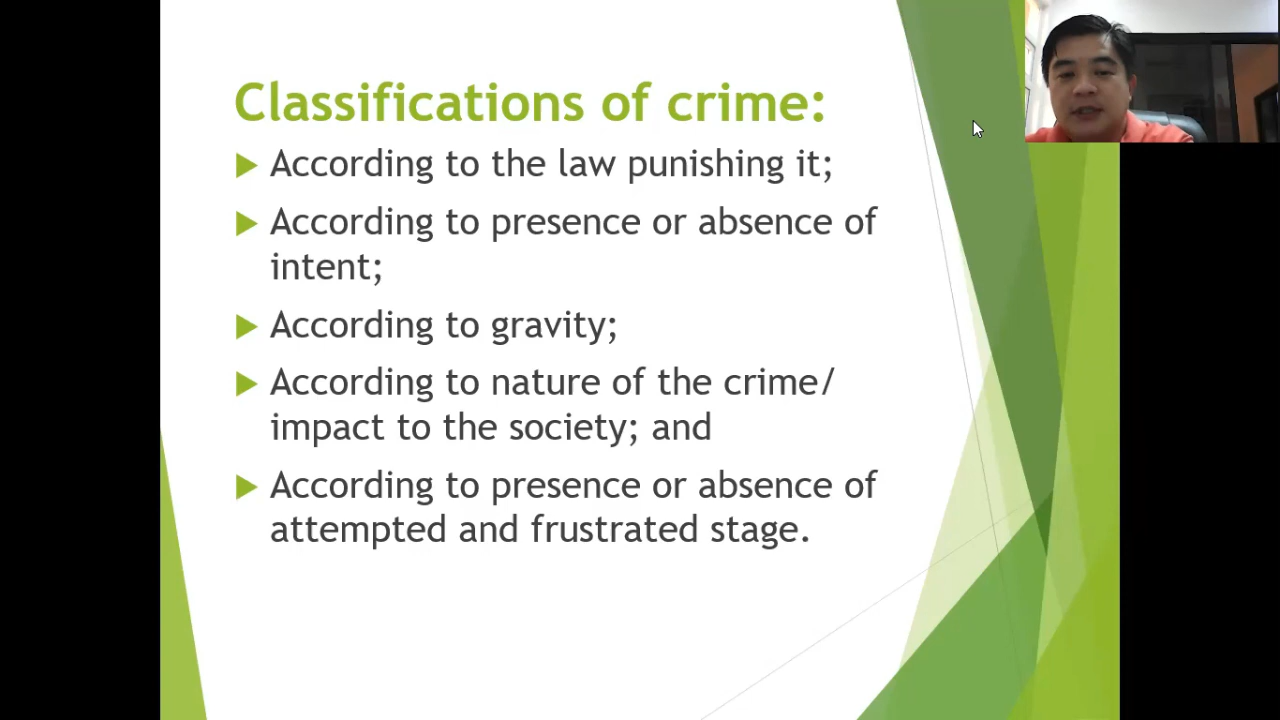 Classifications of crime:
According to the law punishing it;
According to presence or absence of
intent;
According to gravity;
According to nature of the crime/
impact to the society; and
According to presence or absence of
attempted and frustrated stage.